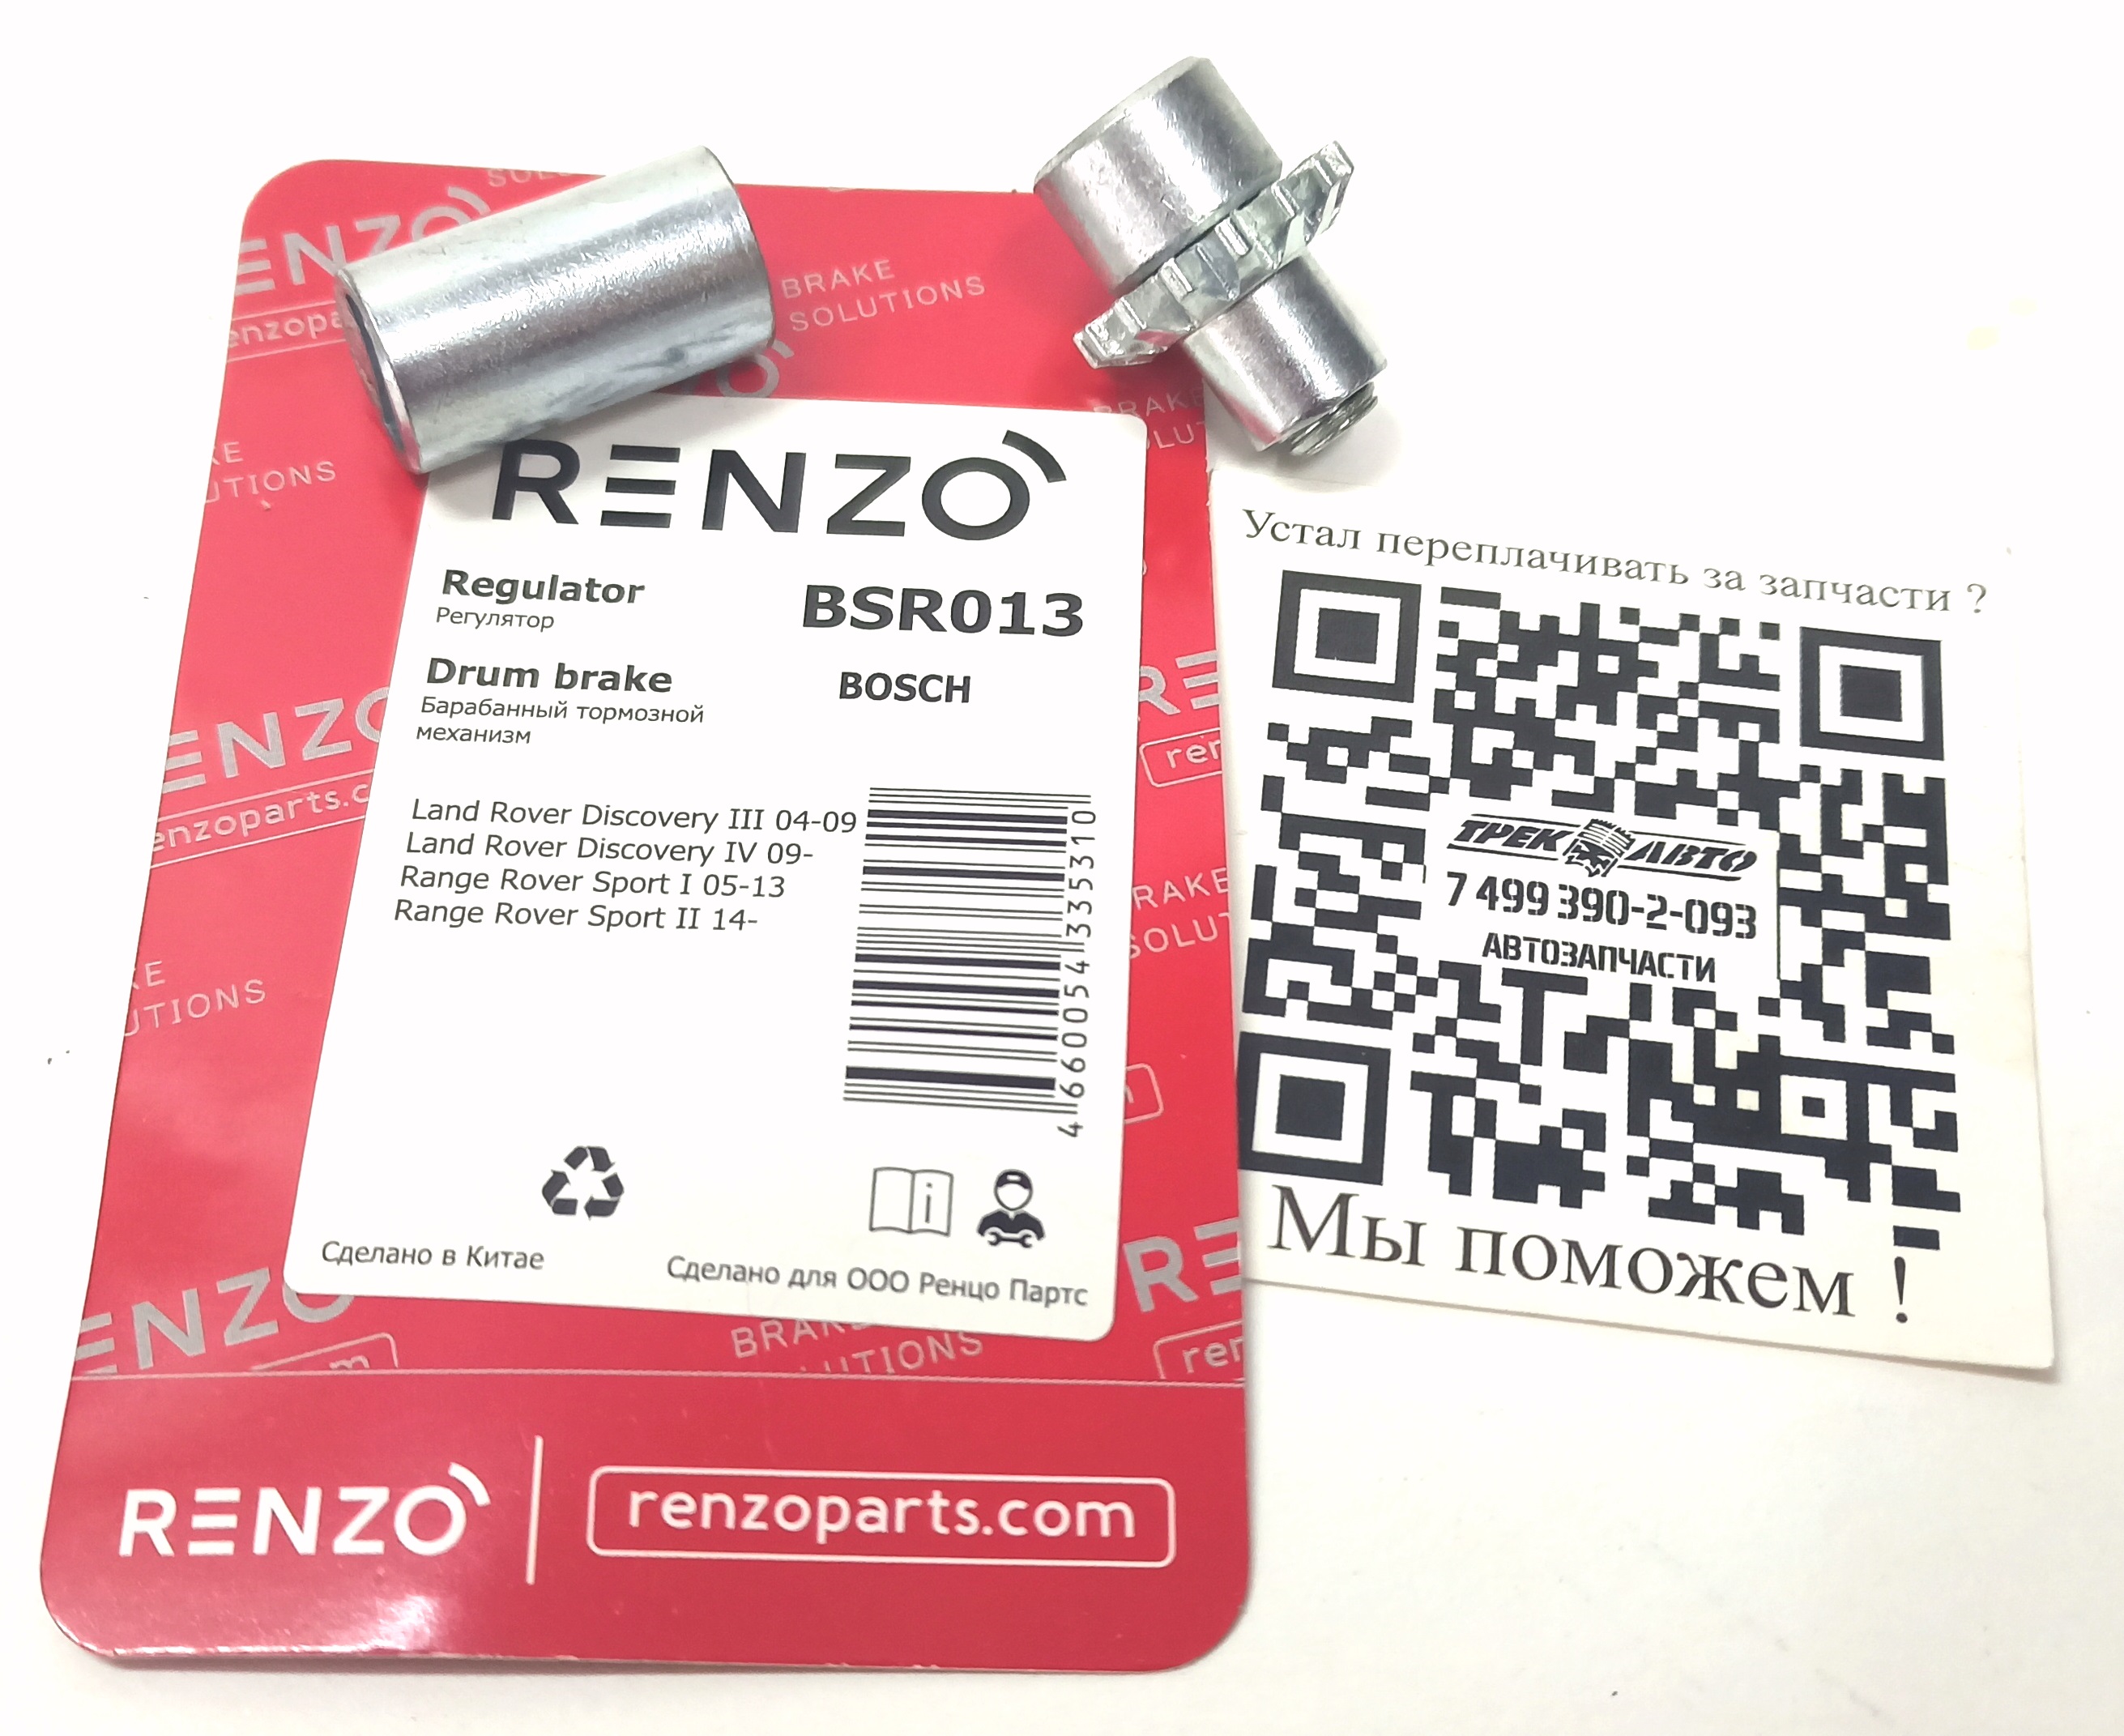 RENZO
Regulator
Регулятор
BSR013
Drum brake
Барабанный тормозной
механизм
BOSCH
Land Rover Discovery III 04-09
Land Rover Discovery IV 09-
Range Rover Sport I 05-13
Range Rover Sport II 14-
4 660054 335310
i
Сделано в Китае
Сделано для ООО Ренцо Партс
BRAKE
SOLUTIONS
RENZO
renzoparts.com
Устал переплачивать за запчасти ?
ТРЕК АВТО
7 499 390-2-093
АВТОЗАПЧАСТИ
Мы поможем !